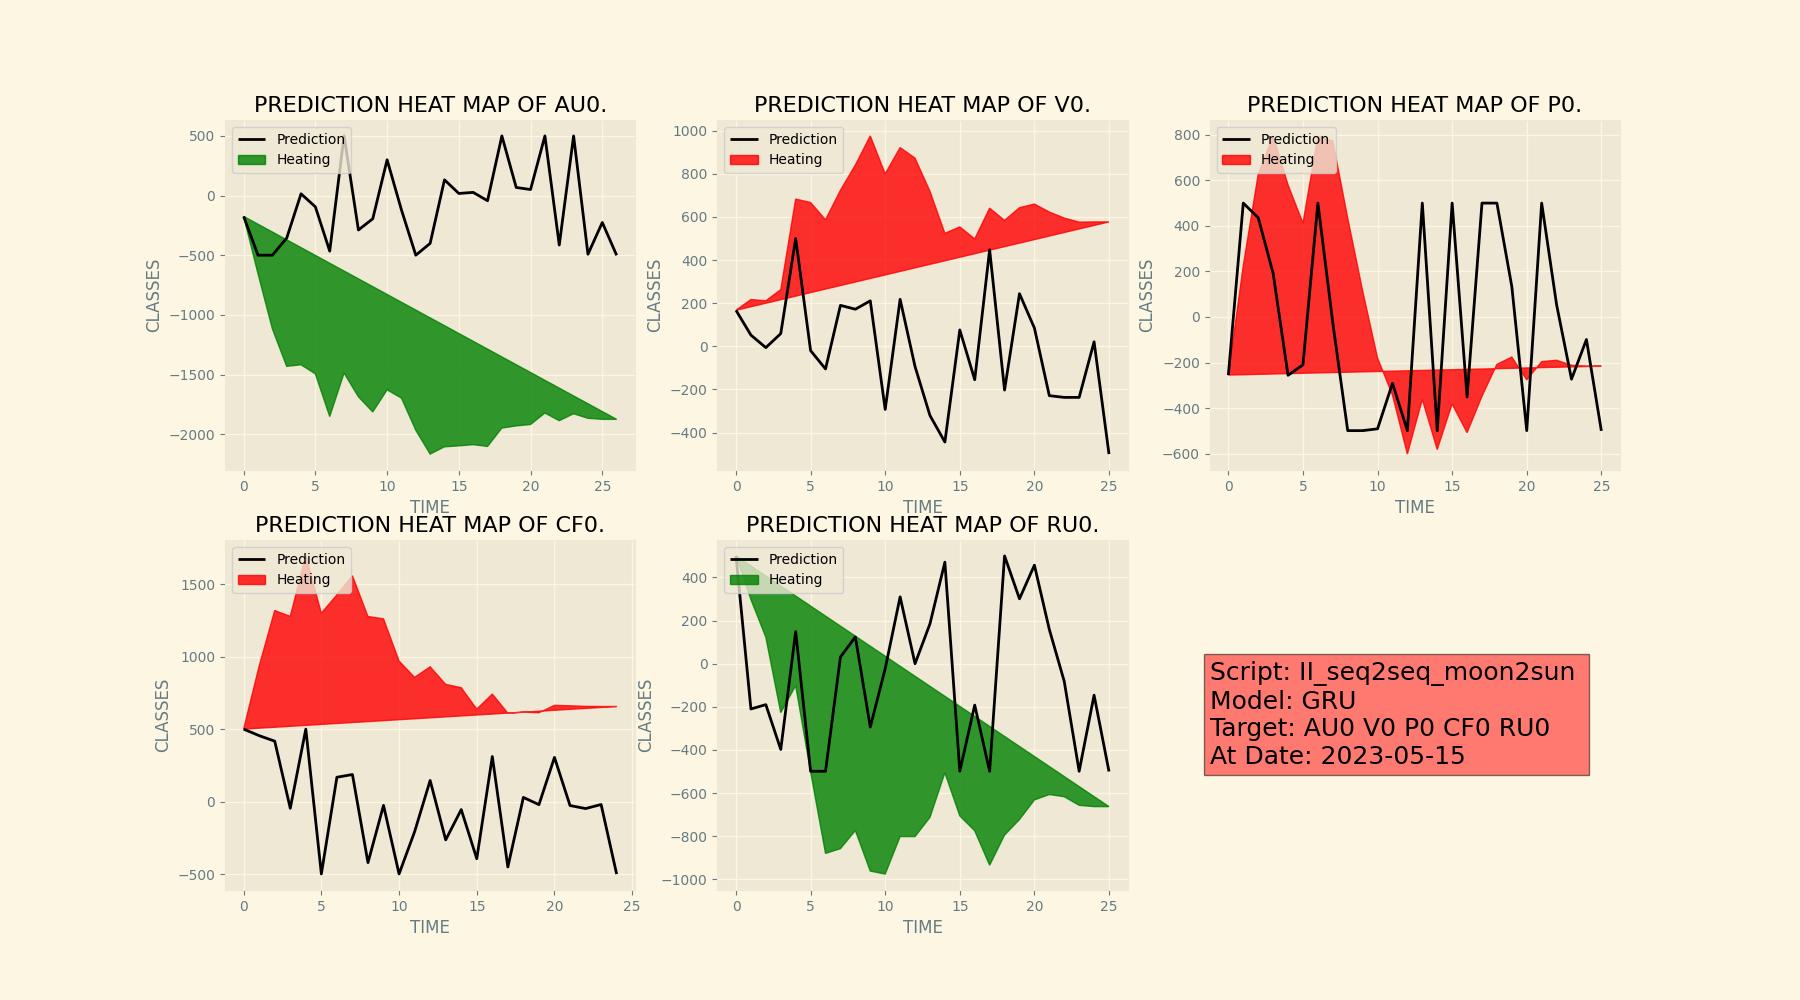 PREDICTION HEAT MAP OF AU0.
Prediction
Heating
500
0
−500
−1000
−1500
−2000
CLASSES
0 5 10 15 20 25
TIME
PREDICTION HEAT MAP OF V0.
Prediction
Heating
1000
800
600
400
200
0
−200
−400
CLASSES
0 5 10 15 20 25
TIME
PREDICTION HEAT MAP OF P0.
Prediction
Heating
800
600
400
200
0
−200
−400
−600
CLASSES
0 5 10 15 20 25
TIME
PREDICTION HEAT MAP OF CF0.
Prediction
Heating
1500
1000
500
0
−500
CLASSES
0 5 10 15 20 25
TIME
PREDICTION HEAT MAP OF RU0.
Prediction
Heating
400
200
0
−200
−400
−600
−800
−1000
CLASSES
0 5 10 15 20 25
TIME
Script: II_seq2seq_moon2sun
Model: GRU
Target: AU0 V0 P0 CF0 RU0
At Date: 2023-05-15